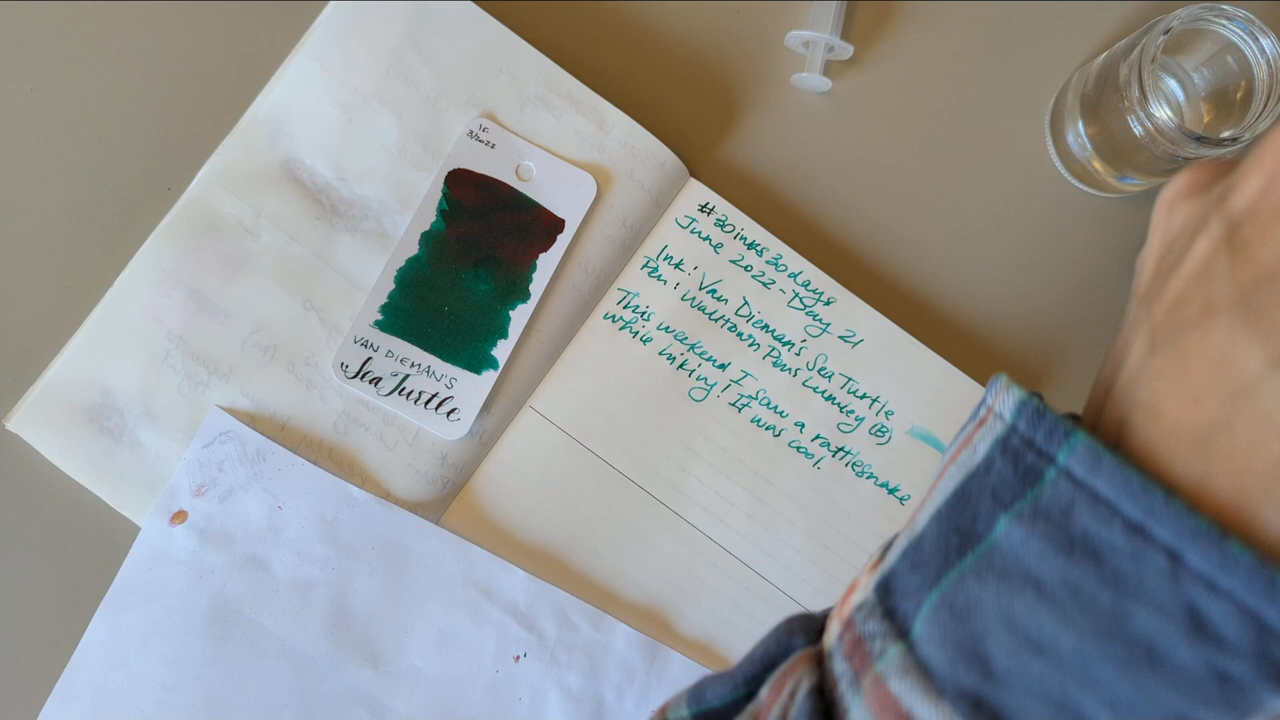 3/2022
VAN DIEMAN'S
Sea Turtle
#30inks30days
June 2022 - Day 21
Ink: Van Dieman's Sea Turtle
Pen: Walltown Pens Lumley (B)
This weekend I saw a rattlesnake
while hiking! It was cool.